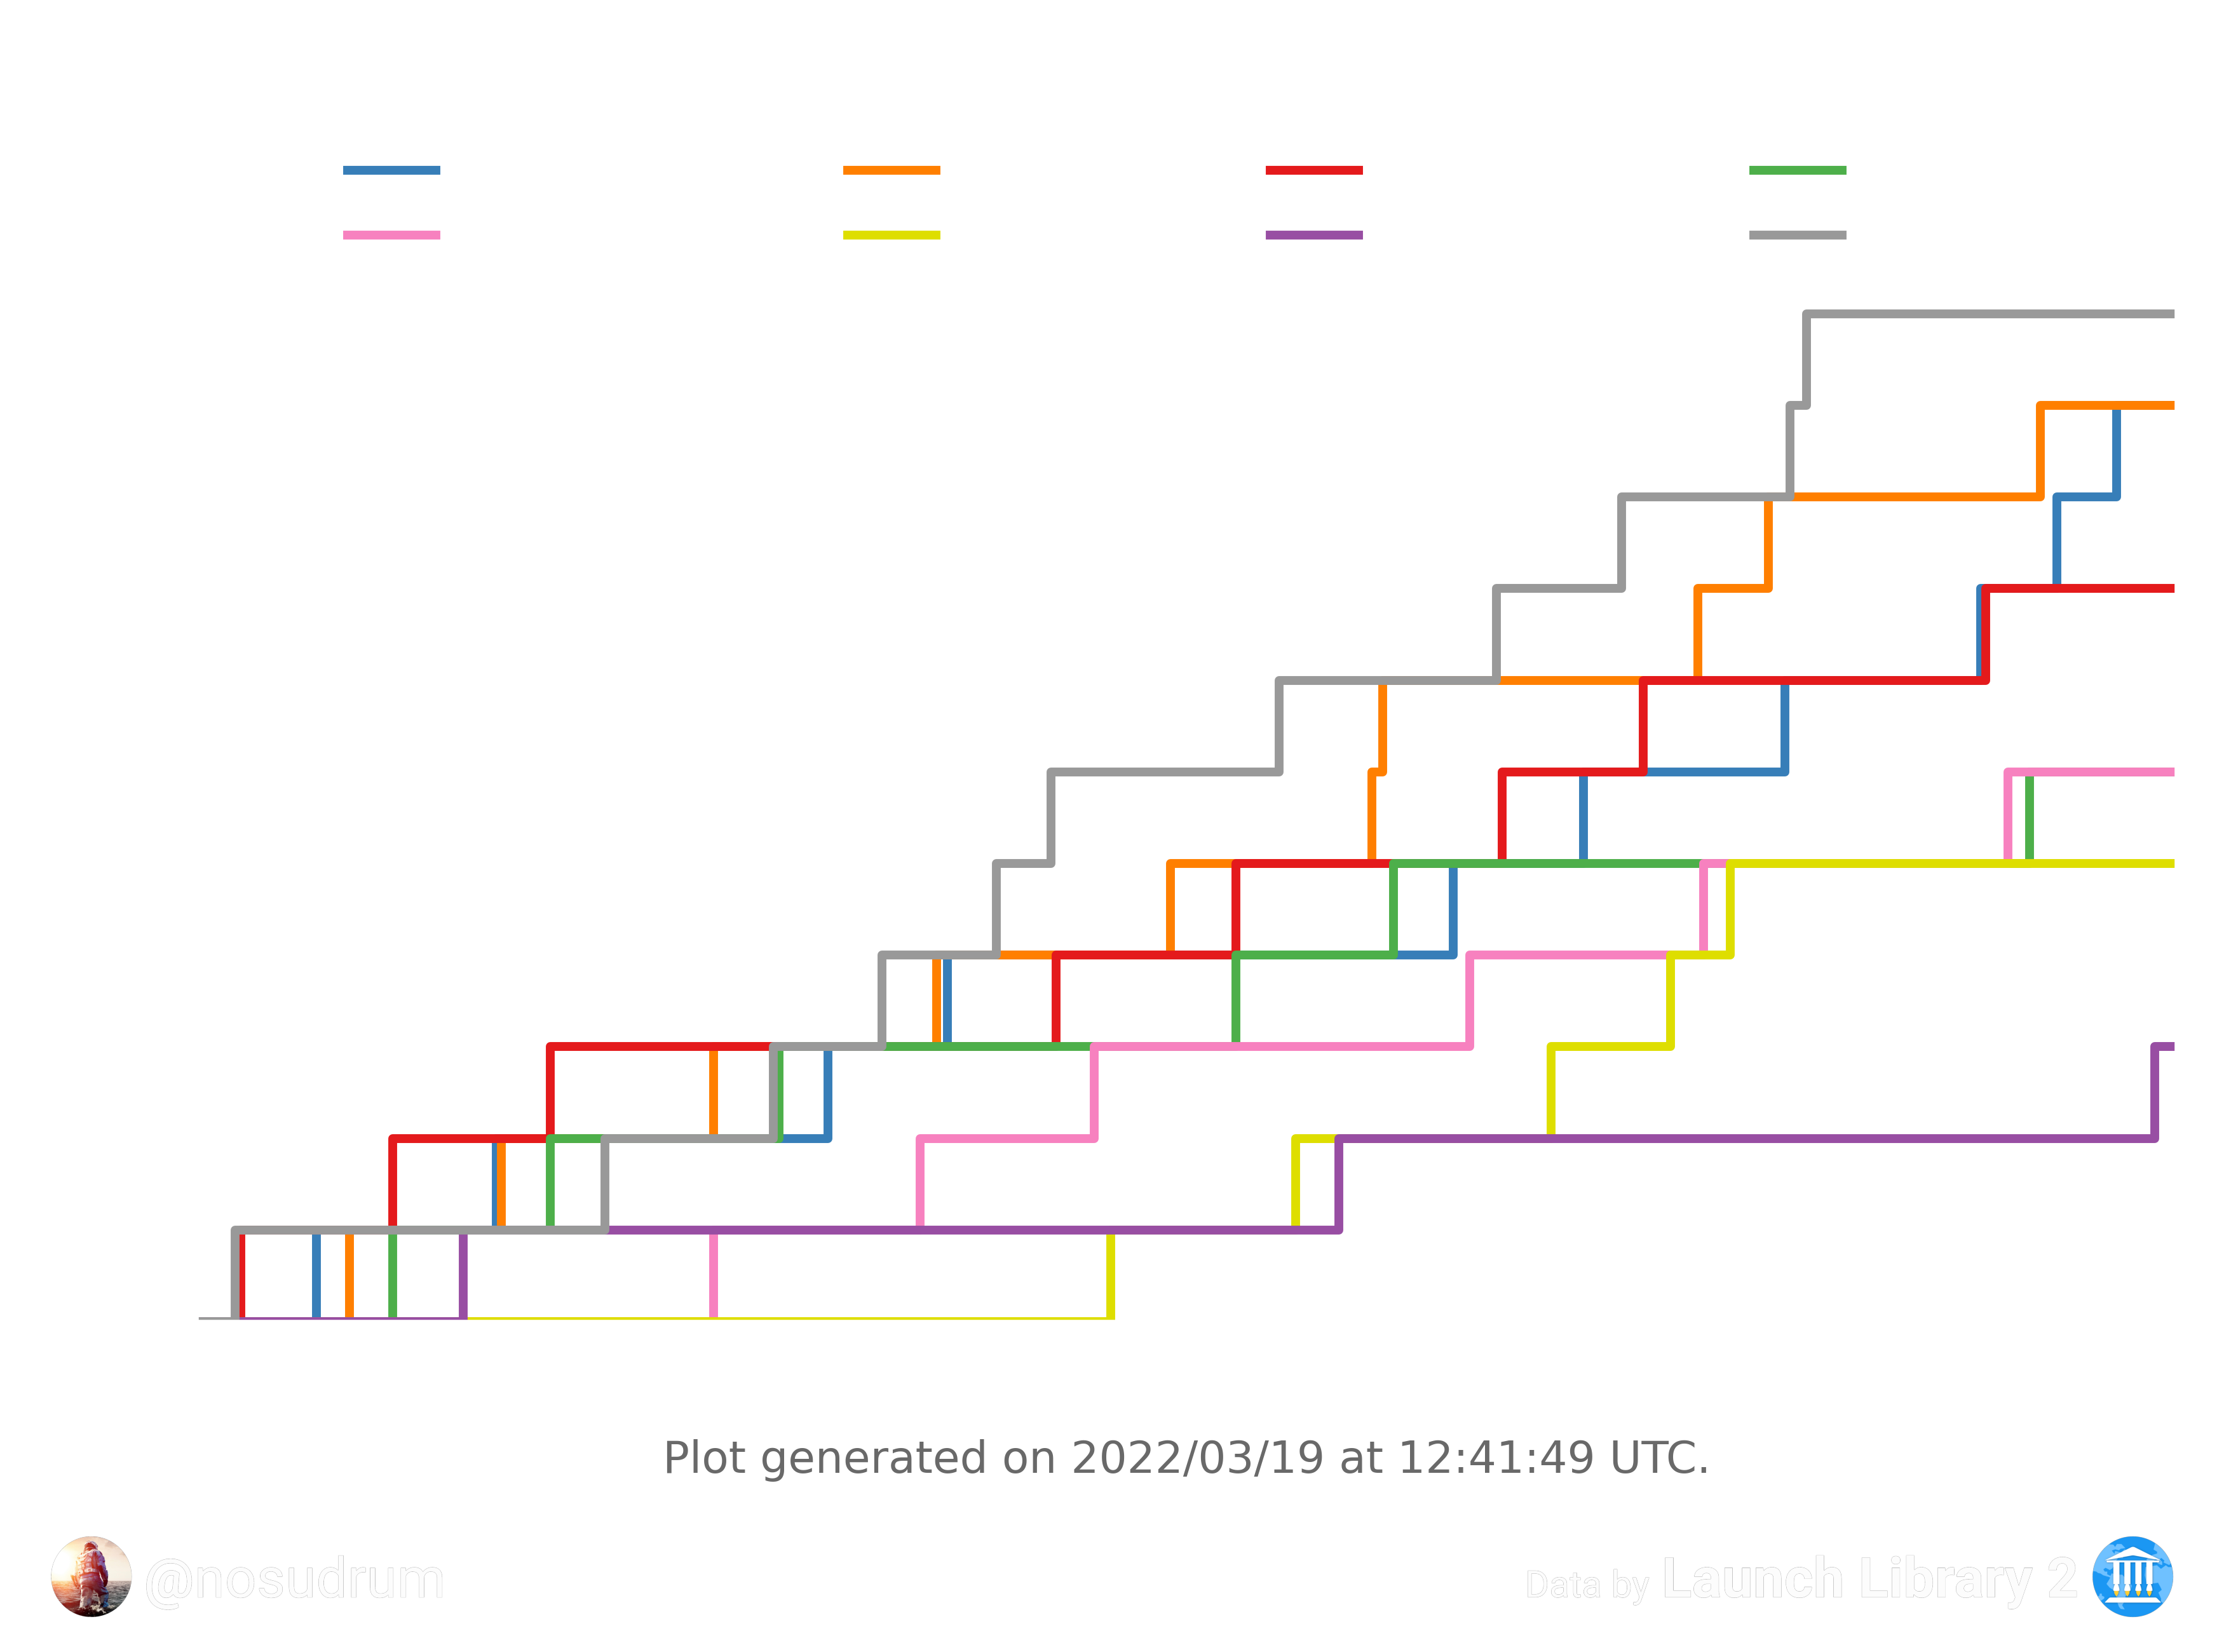 Plot generated on 2022/03/19 at 12:41:49 UTC.
@nosudrum
Data by Launch Library 2